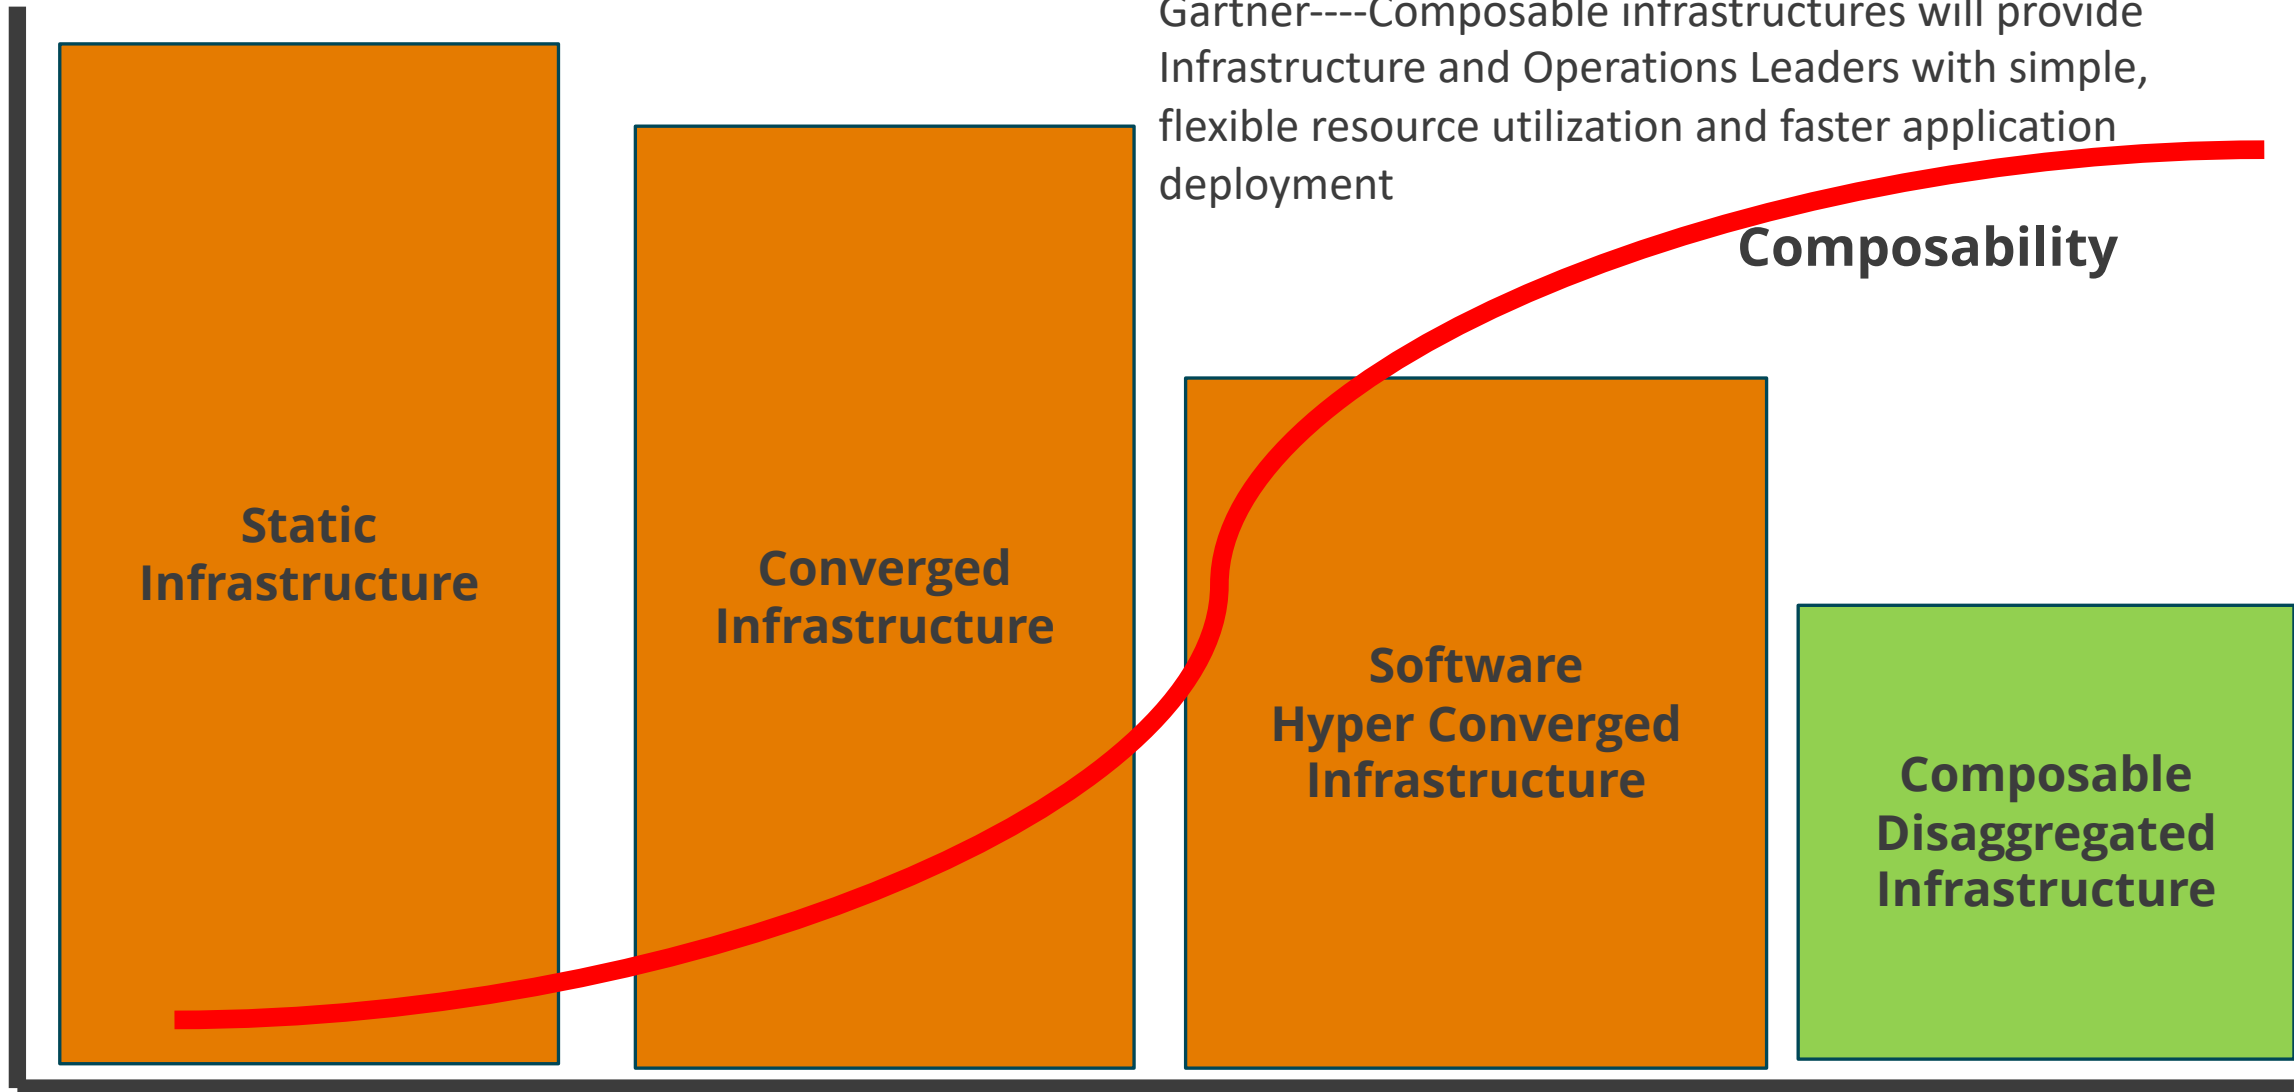 Gartner----Composable infrastructures will provide
Infrastructure and Operations Leaders with simple,
flexible resource utilization and faster application
deployment
Composability
Static
Infrastructure
Converged
Infrastructure
Software
Hyper Converged
Infrastructure
Composable
Disaggregated
Infrastructure